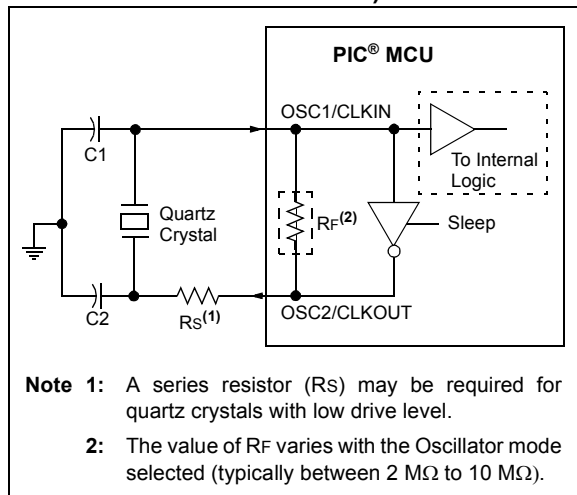 PIC® MCU
OSC1/CLKIN
C1
To Internal
Logic
Quartz
Crystal
RF(2)
Sleep
C2
RS(1)
OSC2/CLKOUT
Note 1: A series resistor (RS) may be required for
quartz crystals with low drive level.
2: The value of RF varies with the Oscillator mode
selected (typically between 2 MΩ to 10 MΩ).